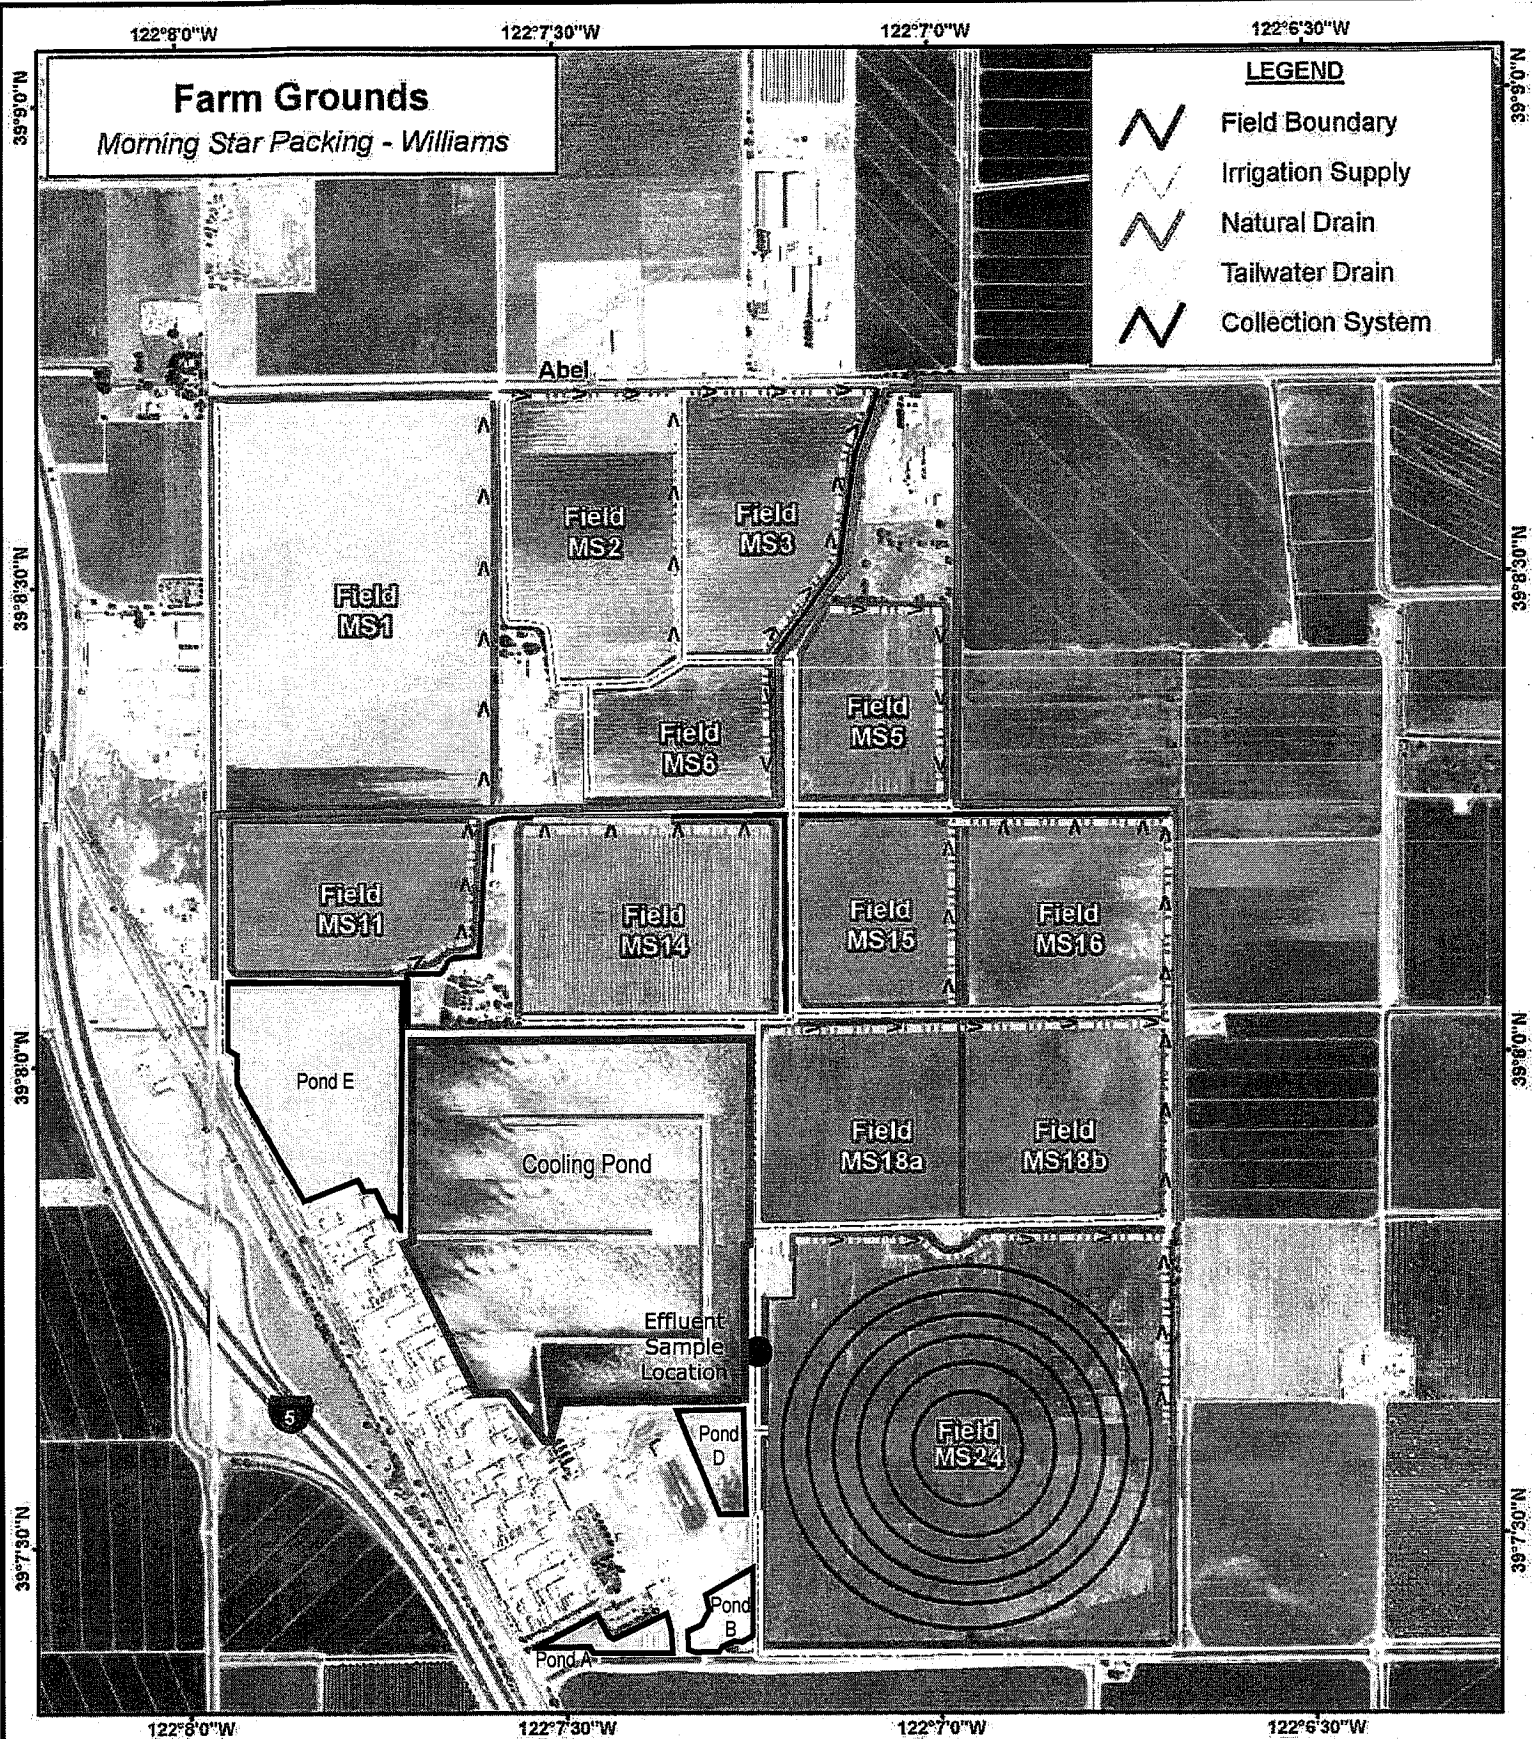 122°8'0"W
122°7'30"W
122°7'0"W
122°6'30"W
39°9'0"N
39°9'0"N
Farm Grounds
Morning Star Packing - Williams
LEGEND
Field Boundary
Irrigation Supply
Natural Drain
Tailwater Drain
Collection System
Abel
39°8'30"N
39°8'30"N
Field
MS1
Field
MS2
Field
MS3
Field
MS6
Field
MS5
Field
MS11
Field
MS14
Field
MS15
Field
MS16
39°8'0"N
39°8'0"N
Pond E
Cooling Pond
Field
MS18a
Field
MS18b
Effluent
Sample
Location
5
Pond
D
Field
MS24
39°7'30"N
39°7'30"N
Pond
B
Pond A
122°8'0"W
122°7'30"W
122°7'0"W
122°6'30"W